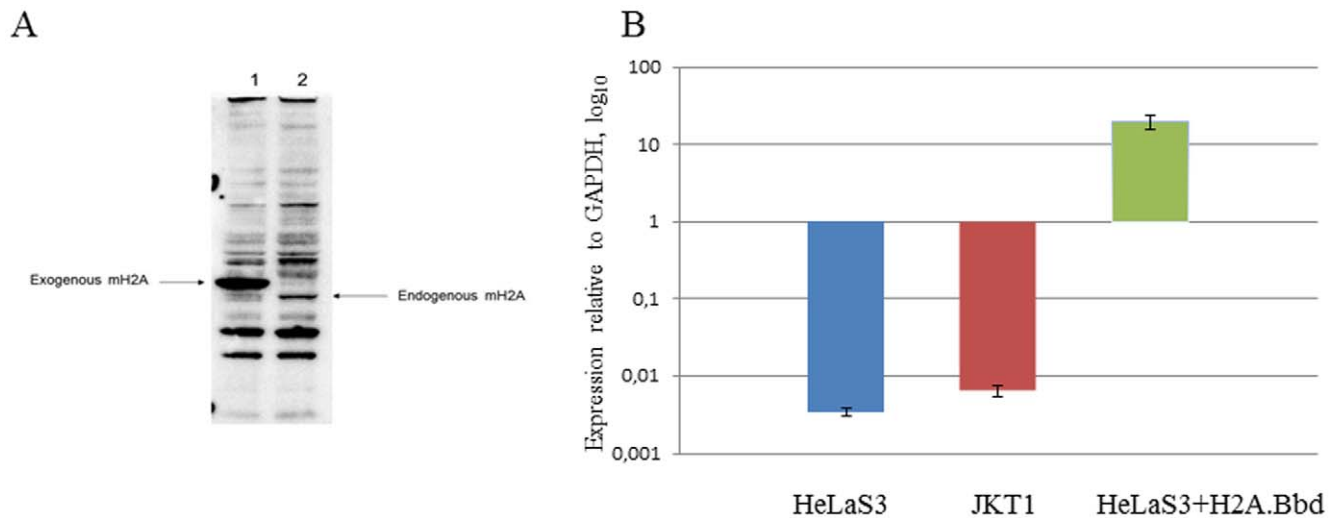 A
1 2
Exogenous mH2A
Endogenous mH2A
B
Expression relative to GAPDH, log10
100
10
1
0,1
0,01
0,001
HeLaS3 JKT1 HeLaS3+H2A.Bbd